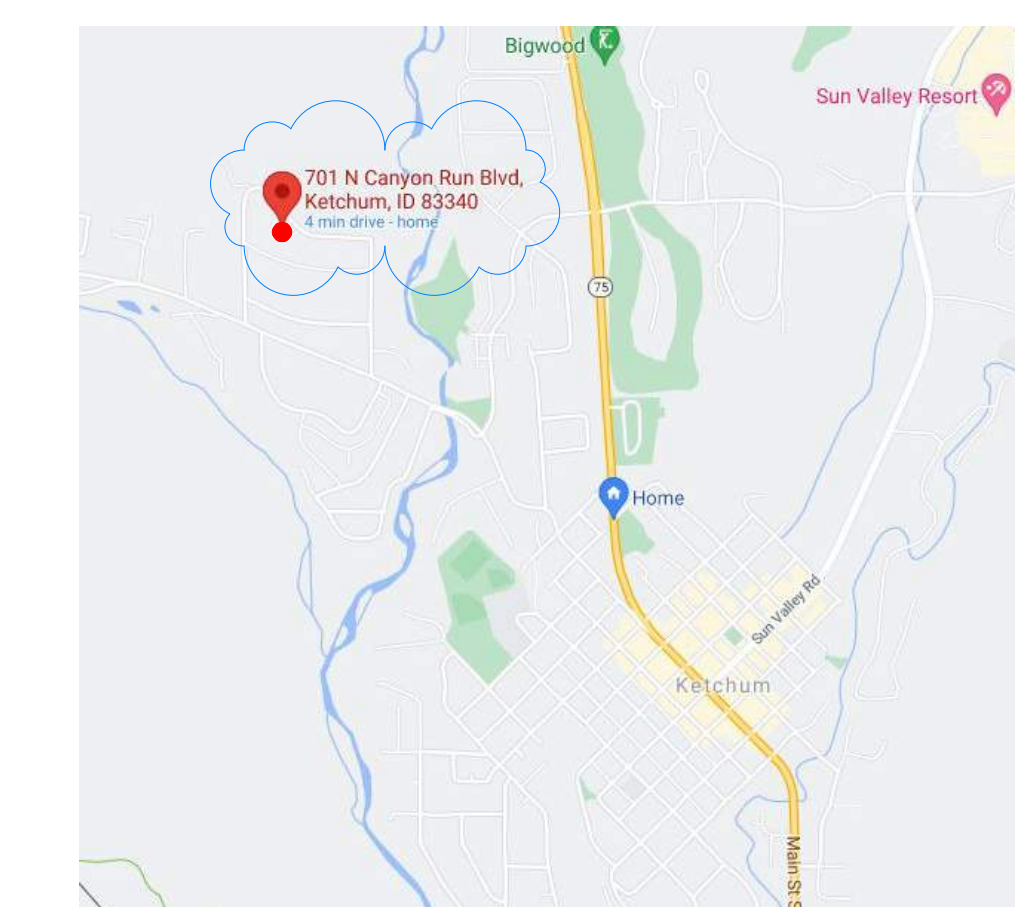 Bigwood
Sun Valley Resort
701 N Canyon Run Blvd,
Ketchum, ID 83340
4 min drive - home
75
Home
Sun Valley Rd
Ketchum
Main St S